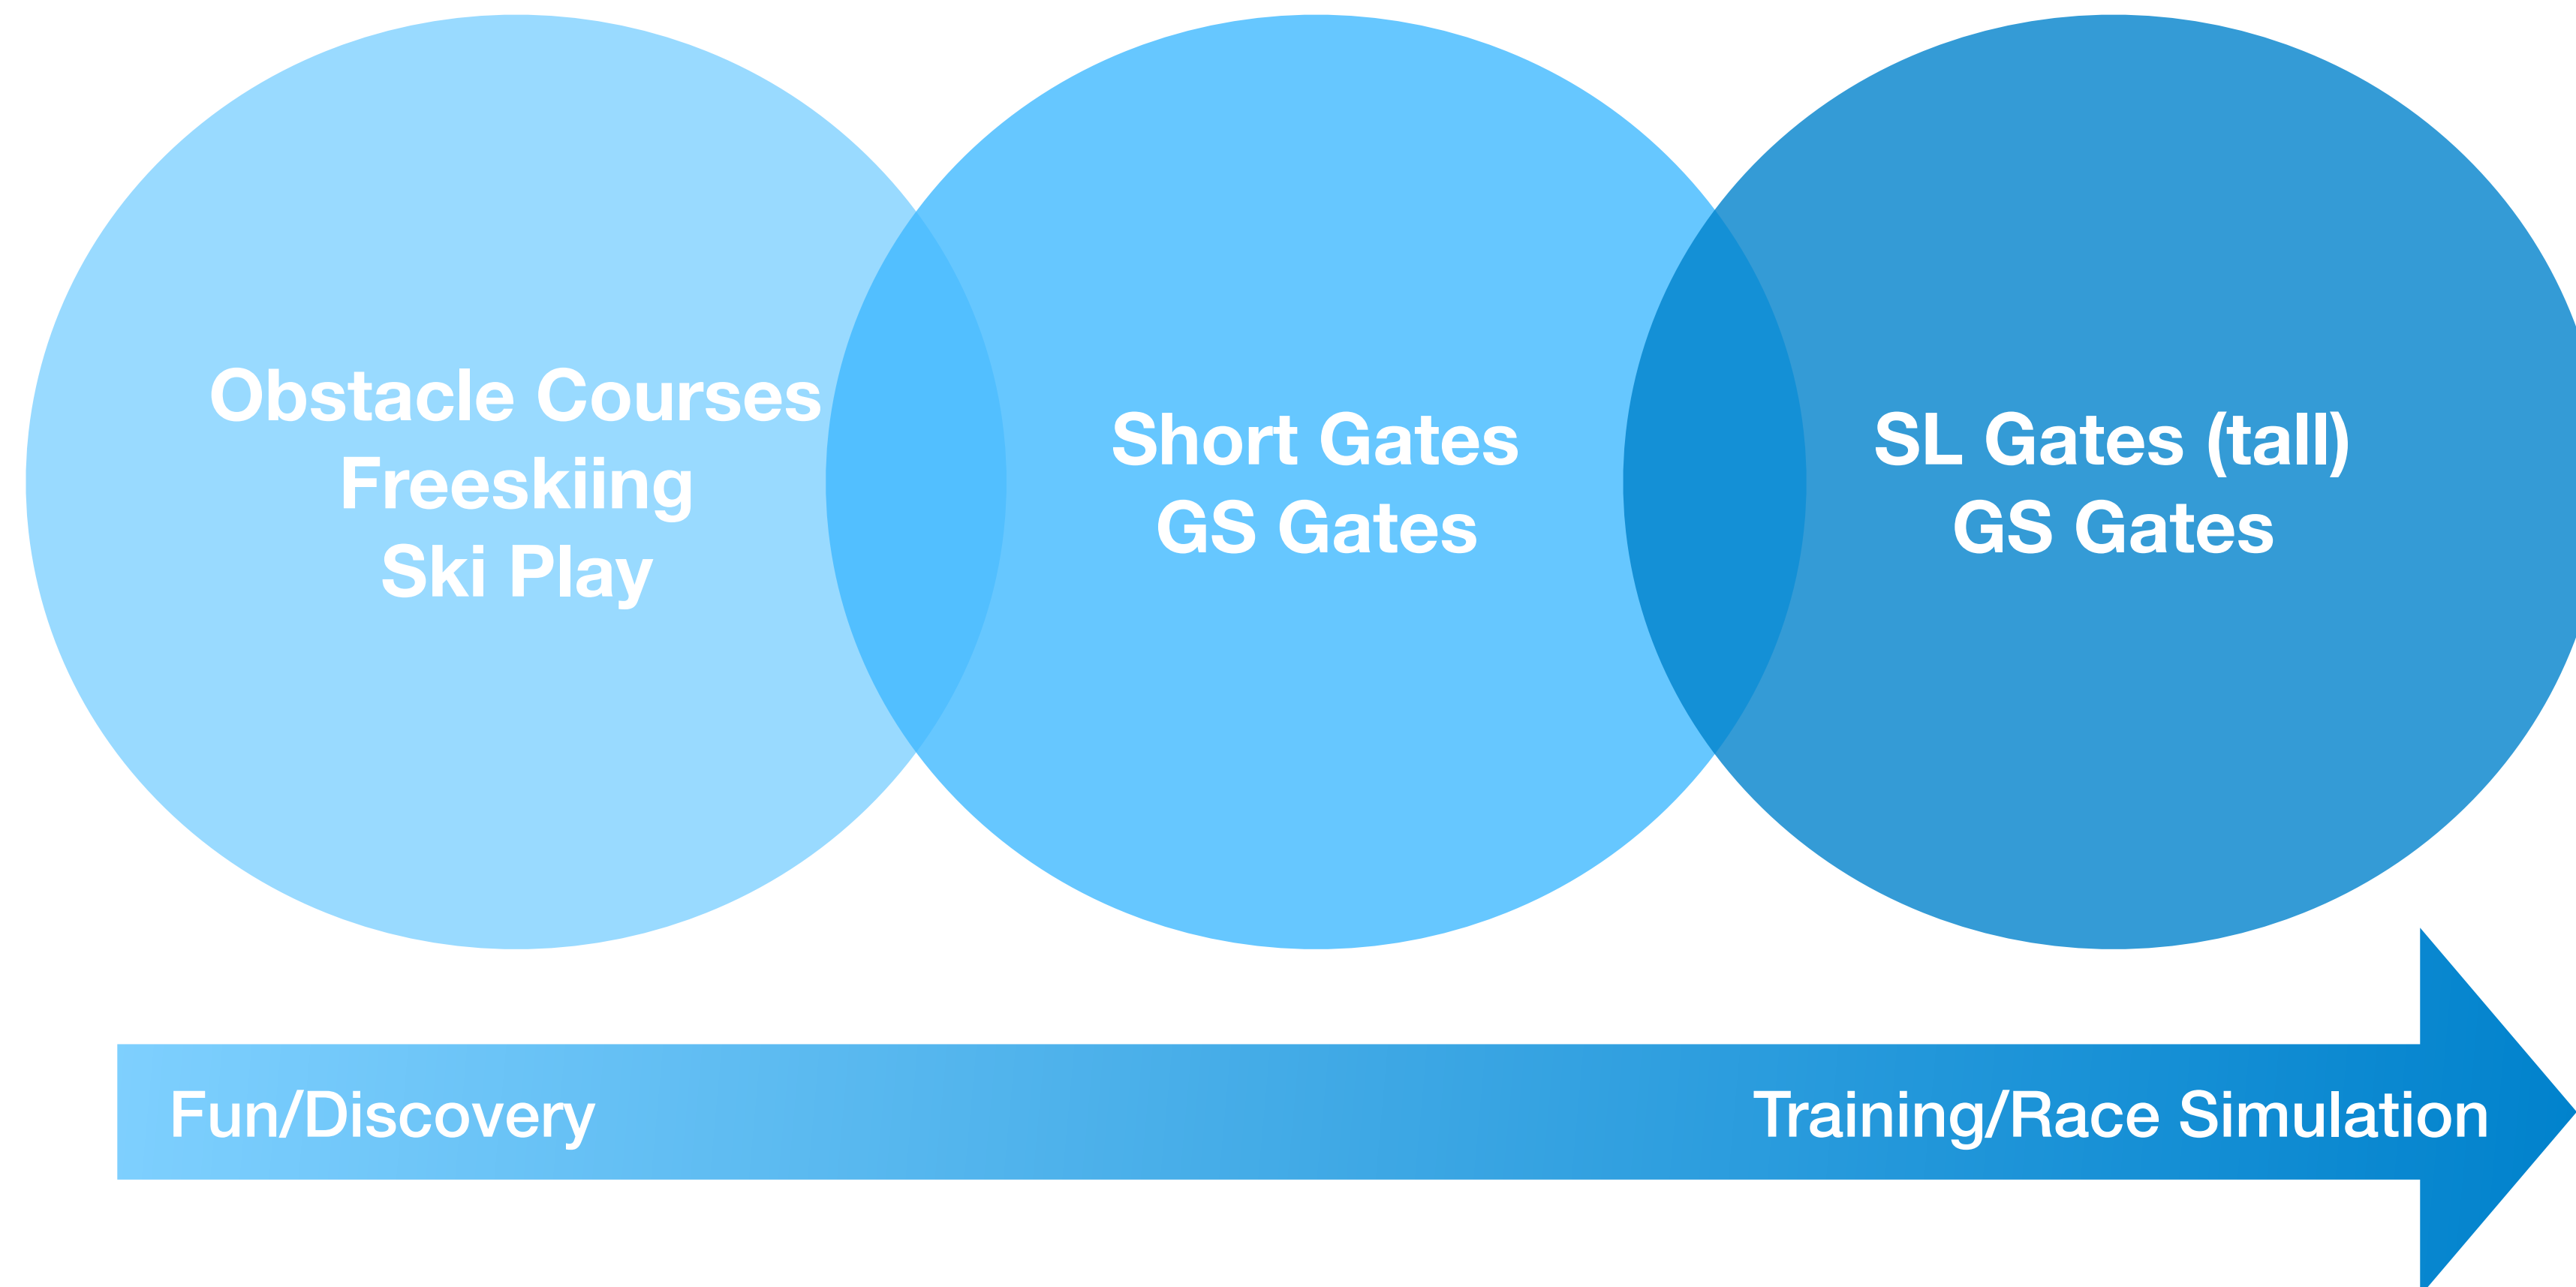 Obstacle Courses
Freeskiing
Ski Play
Short Gates
GS Gates
SL Gates (tall)
GS Gates
Fun/Discovery
Training/Race Simulation